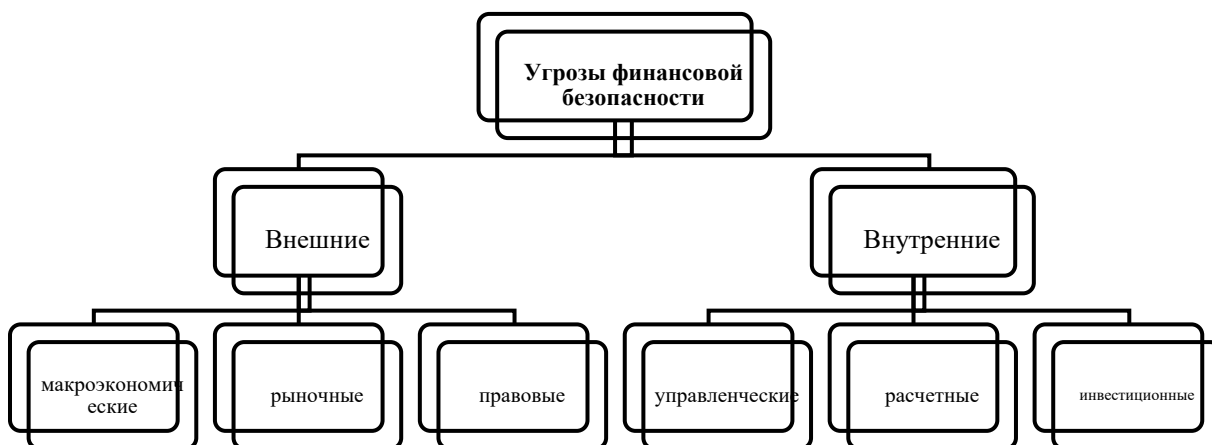 Угрозы финансовой
безопасности
Внешние
Внутренние
макроэкономич
еские
рыночные
правовые
управленческие
расчетные
инвестиционные